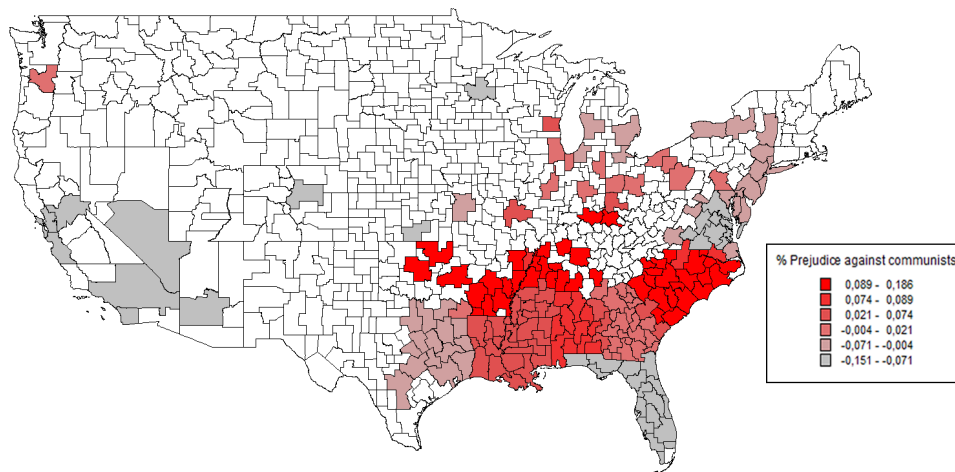 % Prejudice against communists
0,089 - 0,186
0,074 - 0,089
0,021 - 0,074
-0,004 - 0,021
-0,071 - -0,004
-0,151 - -0,071